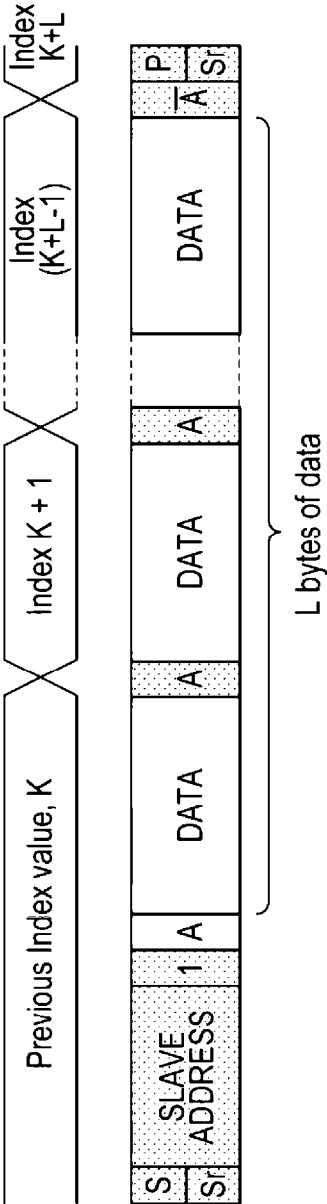 Previous Index value, K
Index K + 1
Index
(K+L-1)
Index
K+L
S
Sr
SLAVE
ADDRESS
1
A
DATA
A
DATA
A
DATA
A̅
P
Sr
L bytes of data